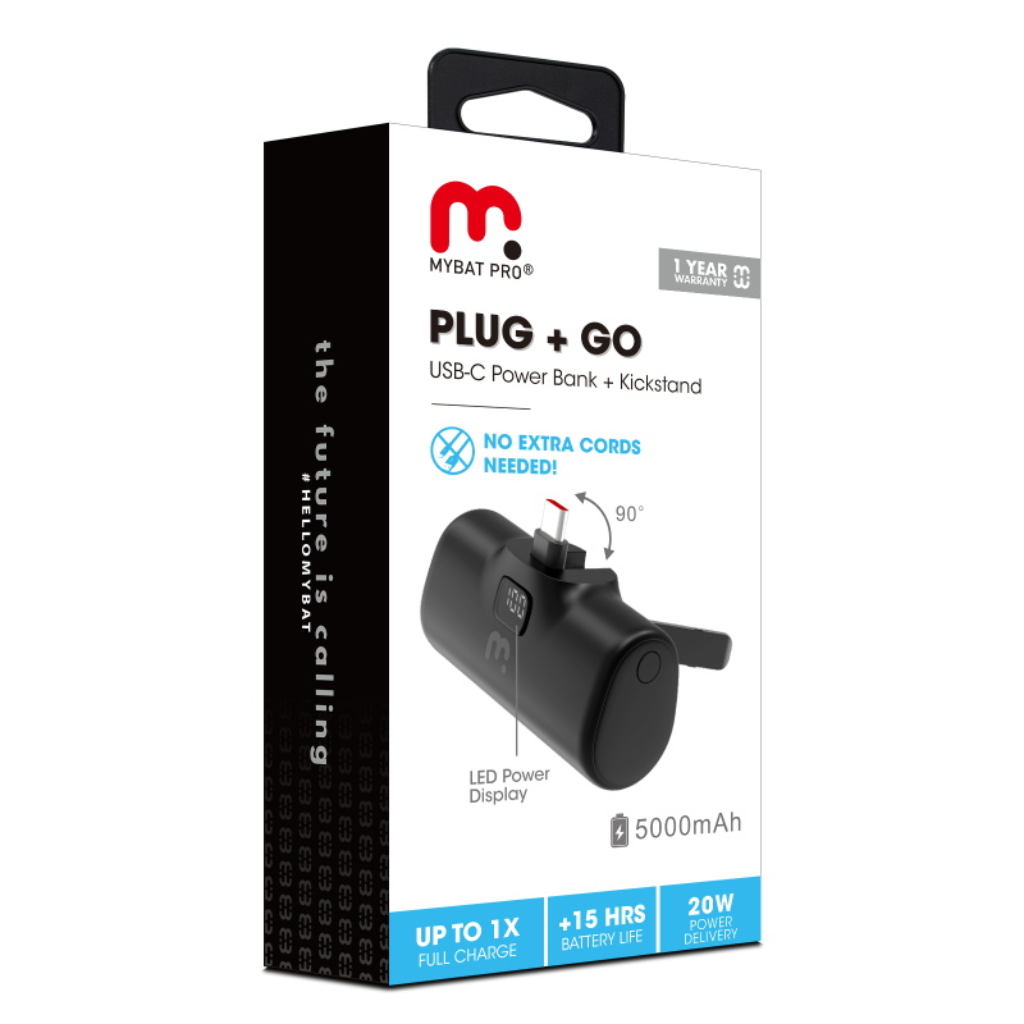 m.
MYBAT PRO®
1 YEAR
WARRANTY
PLUG + GO
USB-C Power Bank + Kickstand
NO EXTRA CORDS
NEEDED!
90°
100
m.
LED Power
Display
5000mAh
UP TO 1X
FULL CHARGE
+15 HRS
BATTERY LIFE
20W
POWER
DELIVERY
the future is calling
#HELLOMYBAT